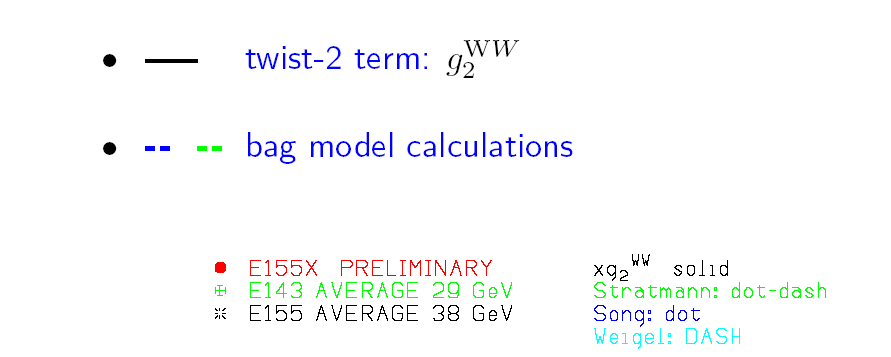 • — twist-2 term: g₂^WW
• -- -- bag model calculations
E155X PRELIMINARY
E143 AVERAGE 29 GeV
E155 AVERAGE 38 GeV
xg₂^WW solid
Stratmann: dot-dash
Song: dot
Weigel: DASH